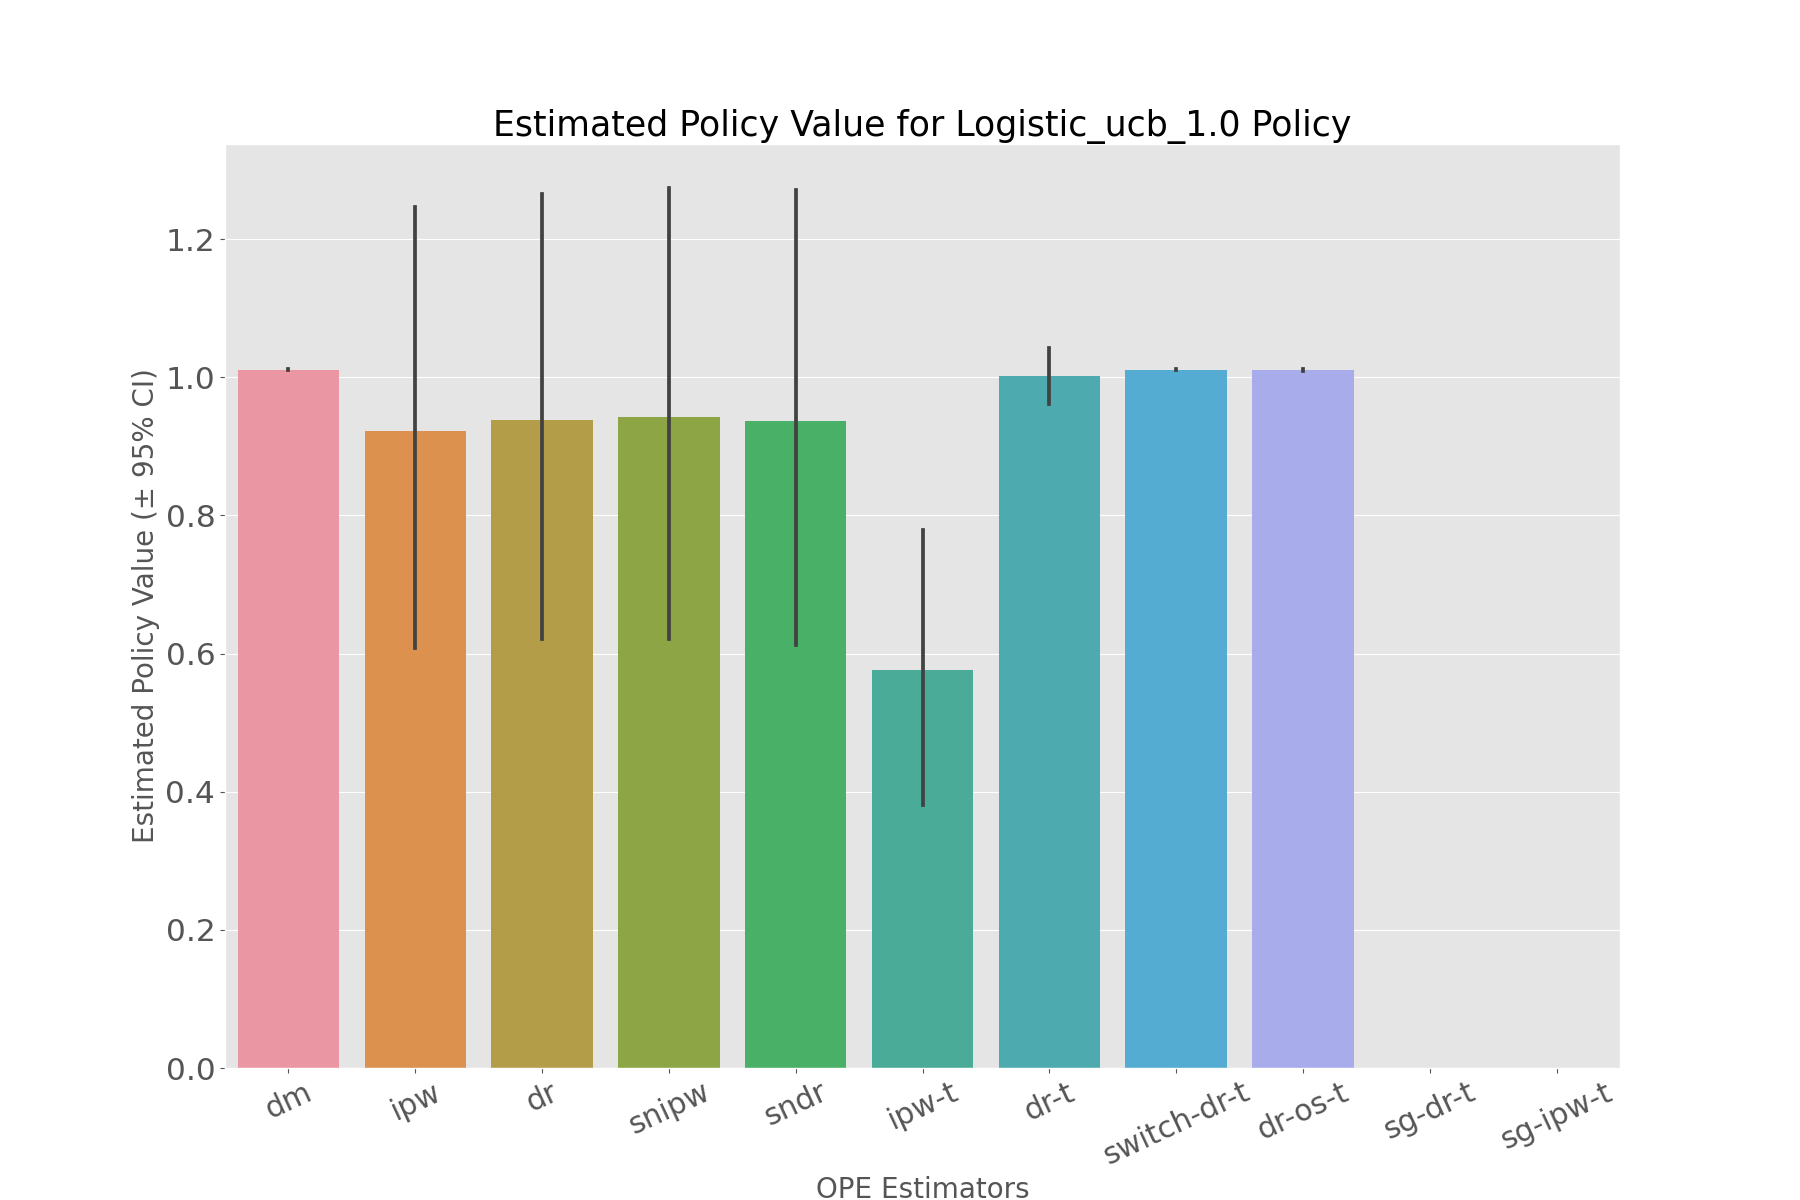 Estimated Policy Value for Logistic_ucb_1.0 Policy
Estimated Policy Value (± 95% CI)
1.2
1.0
0.8
0.6
0.4
0.2
0.0
dm
ipw
dr
snipw
sndr
ipw-t
dr-t
switch-dr-t
dr-os-t
sg-dr-t
sg-ipw-t
OPE Estimators